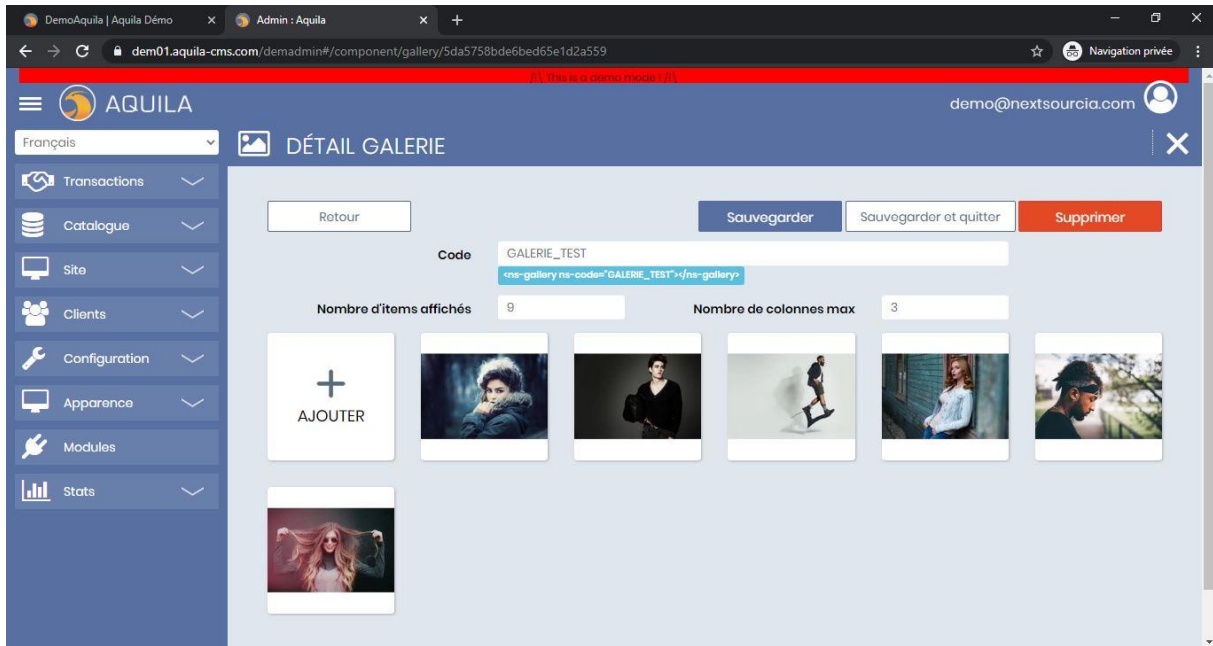 DemoAquila | Aquila Démo
Admin : Aquila
dem01.aquila-cms.com/demadmin#/component/gallery/5da5758bde6bed65e1d2a559
Navigation privée
/!\ This is a demo mode ! /!\
AQUILA
demo@nextsourcia.com
Français
DÉTAIL GALERIE
Transactions
Catalogue
Site
Clients
Configuration
Apparence
Modules
Stats
Retour
Sauvegarder
Sauvegarder et quitter
Supprimer
Code
GALERIE_TEST
<ns-gallery ns-code="GALERIE_TEST"></ns-gallery>
Nombre d'items affichés
9
Nombre de colonnes max
3
AJOUTER